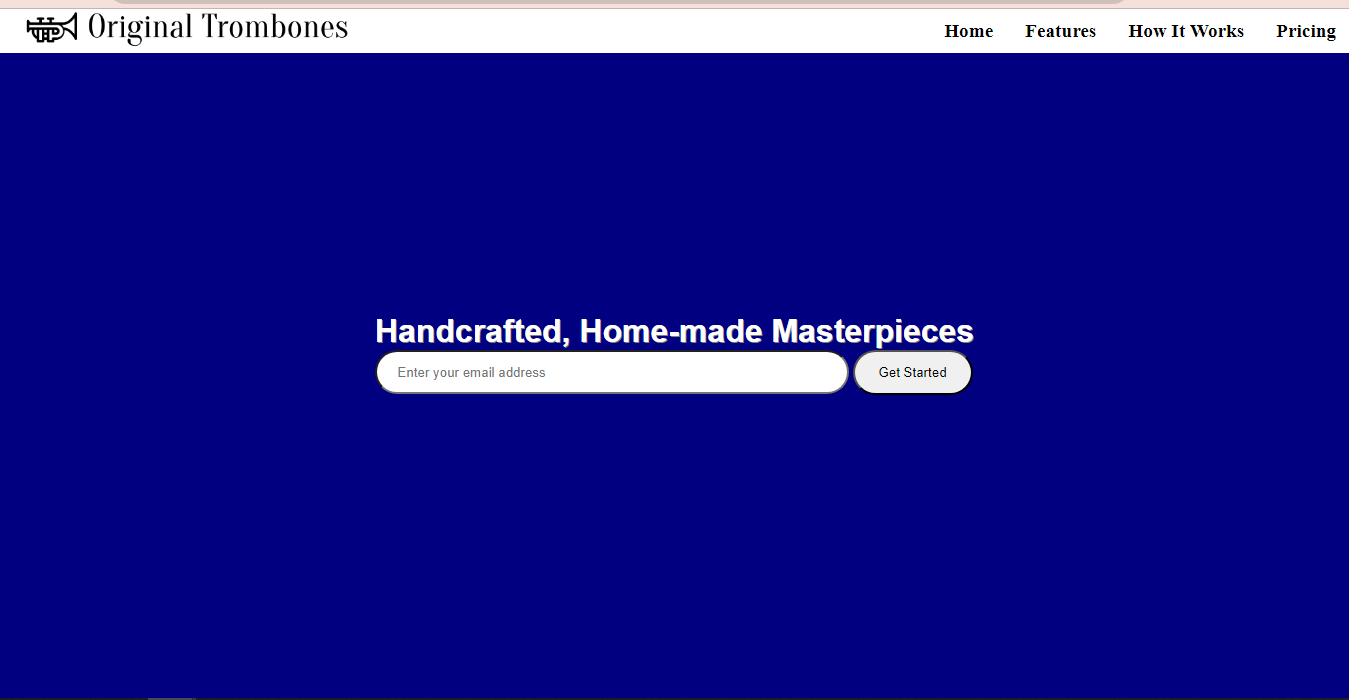 Original Trombones
Home Features How It Works Pricing
Handcrafted, Home-made Masterpieces
Enter your email address
Get Started